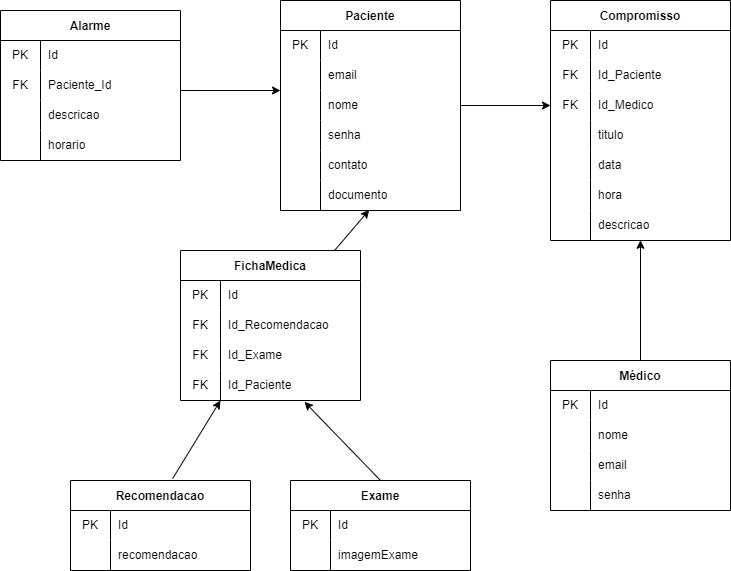 Alarme
PK Id
FK Paciente_Id
descricao
horario
Paciente
PK Id
email
nome
senha
contato
documento
Compromisso
PK Id
FK Id_Paciente
FK Id_Medico
titulo
data
hora
descricao
FichaMedica
PK Id
FK Id_Recomendacao
FK Id_Exame
FK Id_Paciente
Médico
PK Id
nome
email
senha
Recomendacao
PK Id
recomendacao
Exame
PK Id
imagemExame